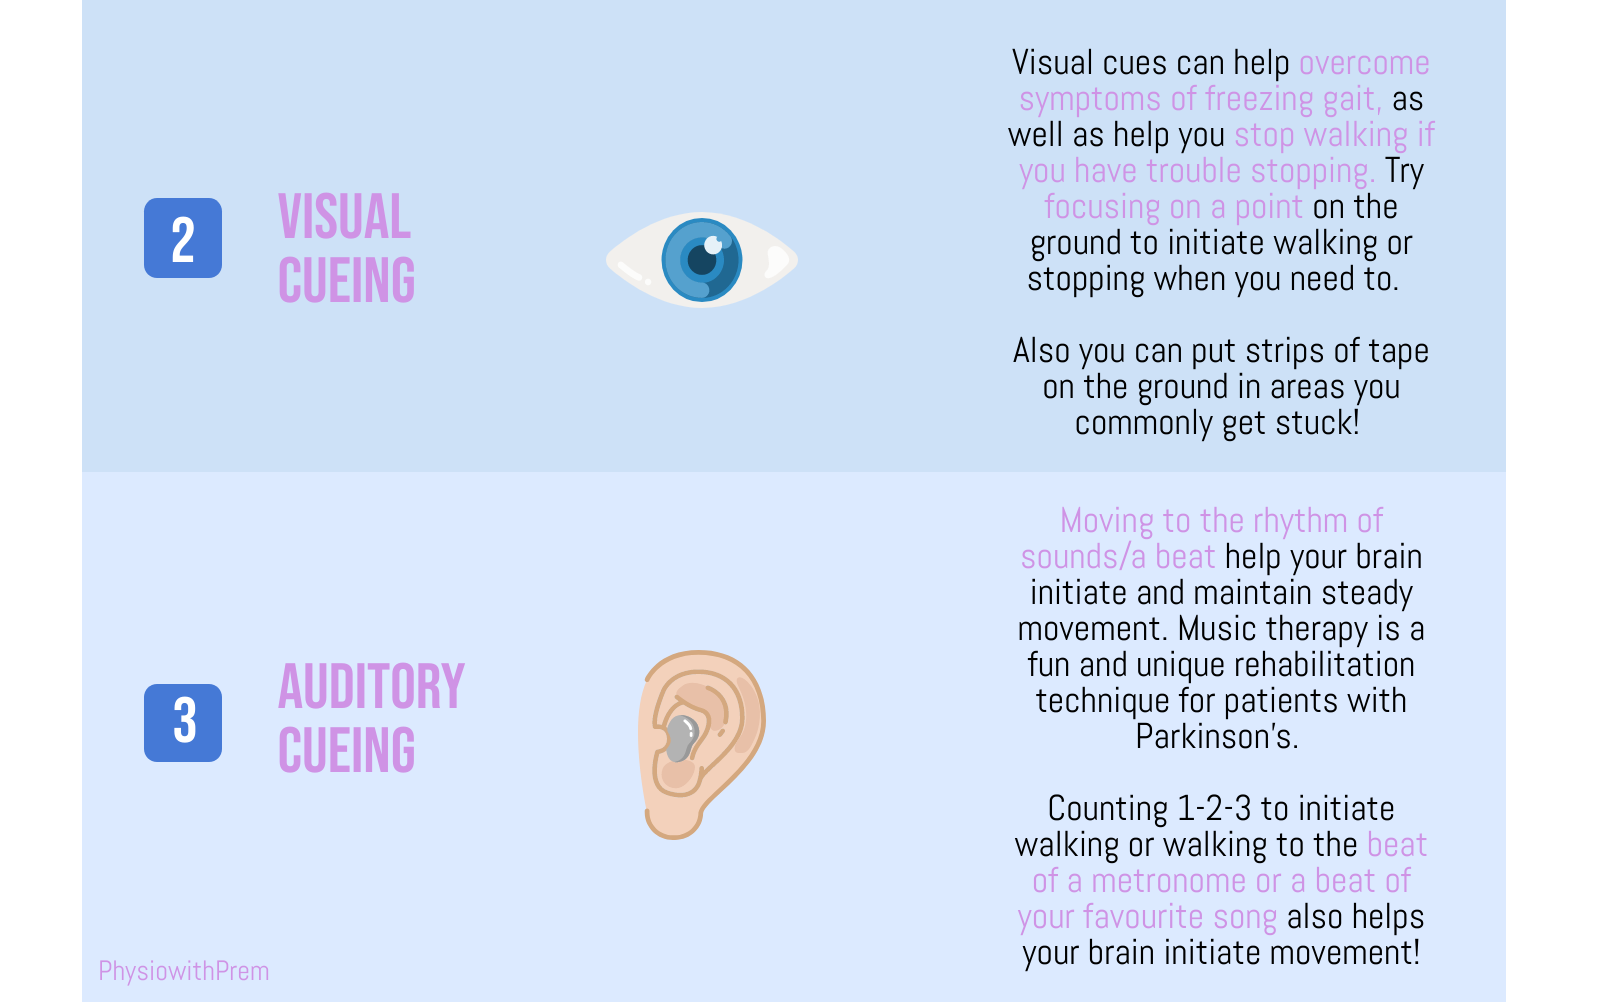 2
VISUAL
CUEING
Visual cues can help overcome
symptoms of freezing gait, as
well as help you stop walking if
you have trouble stopping. Try
focusing on a point on the
ground to initiate walking or
stopping when you need to.
Also you can put strips of tape
on the ground in areas you
commonly get stuck!
3
AUDITORY
CUEING
Moving to the rhythm of
sounds/a beat help your brain
initiate and maintain steady
movement. Music therapy is a
fun and unique rehabilitation
technique for patients with
Parkinson's.
Counting 1-2-3 to initiate
walking or walking to the beat
of a metronome or a beat of
your favourite song also helps
your brain initiate movement!
PhysiowithPrem